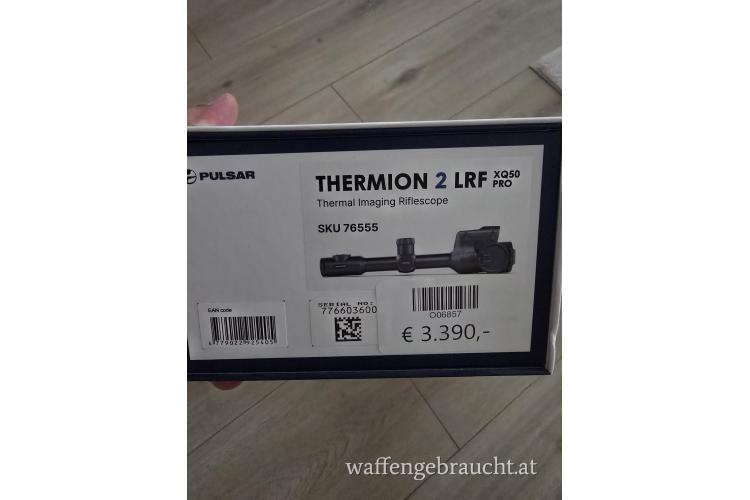 PULSAR
THERMION 2 LRF XQ50 PRO
Thermal Imaging Riflescope
SKU 76555
EAN code
4779022925405
SERIAL NO:
776603600
O06857
€ 3.390,-
waffengebraucht.at